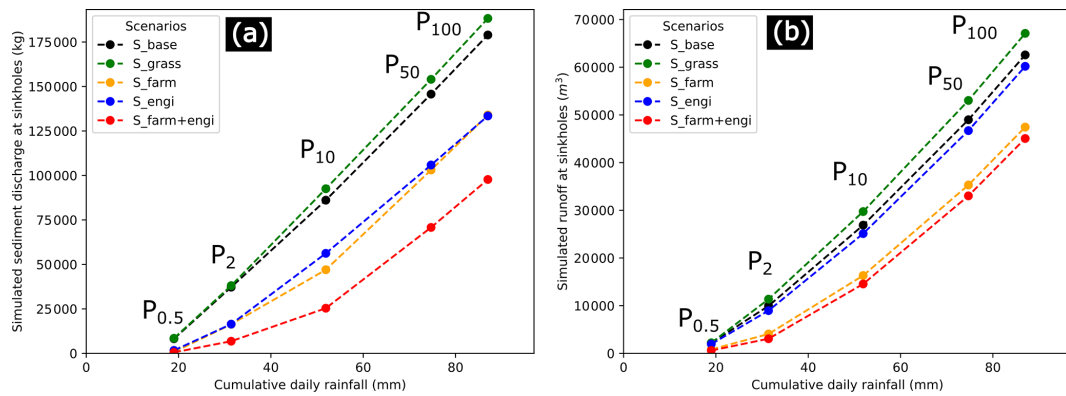 (a)
Simulated sediment discharge at sinkholes (kg)
175000
150000
125000
100000
75000
50000
25000
0
Scenarios
S_base
S_grass
S_farm
S_engi
S_farm+engi
P0.5
P2
P10
P50
P100
0 20 40 60 80
Cumulative daily rainfall (mm)
(b)
Simulated runoff at sinkholes (m³)
70000
60000
50000
40000
30000
20000
10000
0
Scenarios
S_base
S_grass
S_farm
S_engi
S_farm+engi
P0.5
P2
P10
P50
P100
0 20 40 60 80
Cumulative daily rainfall (mm)